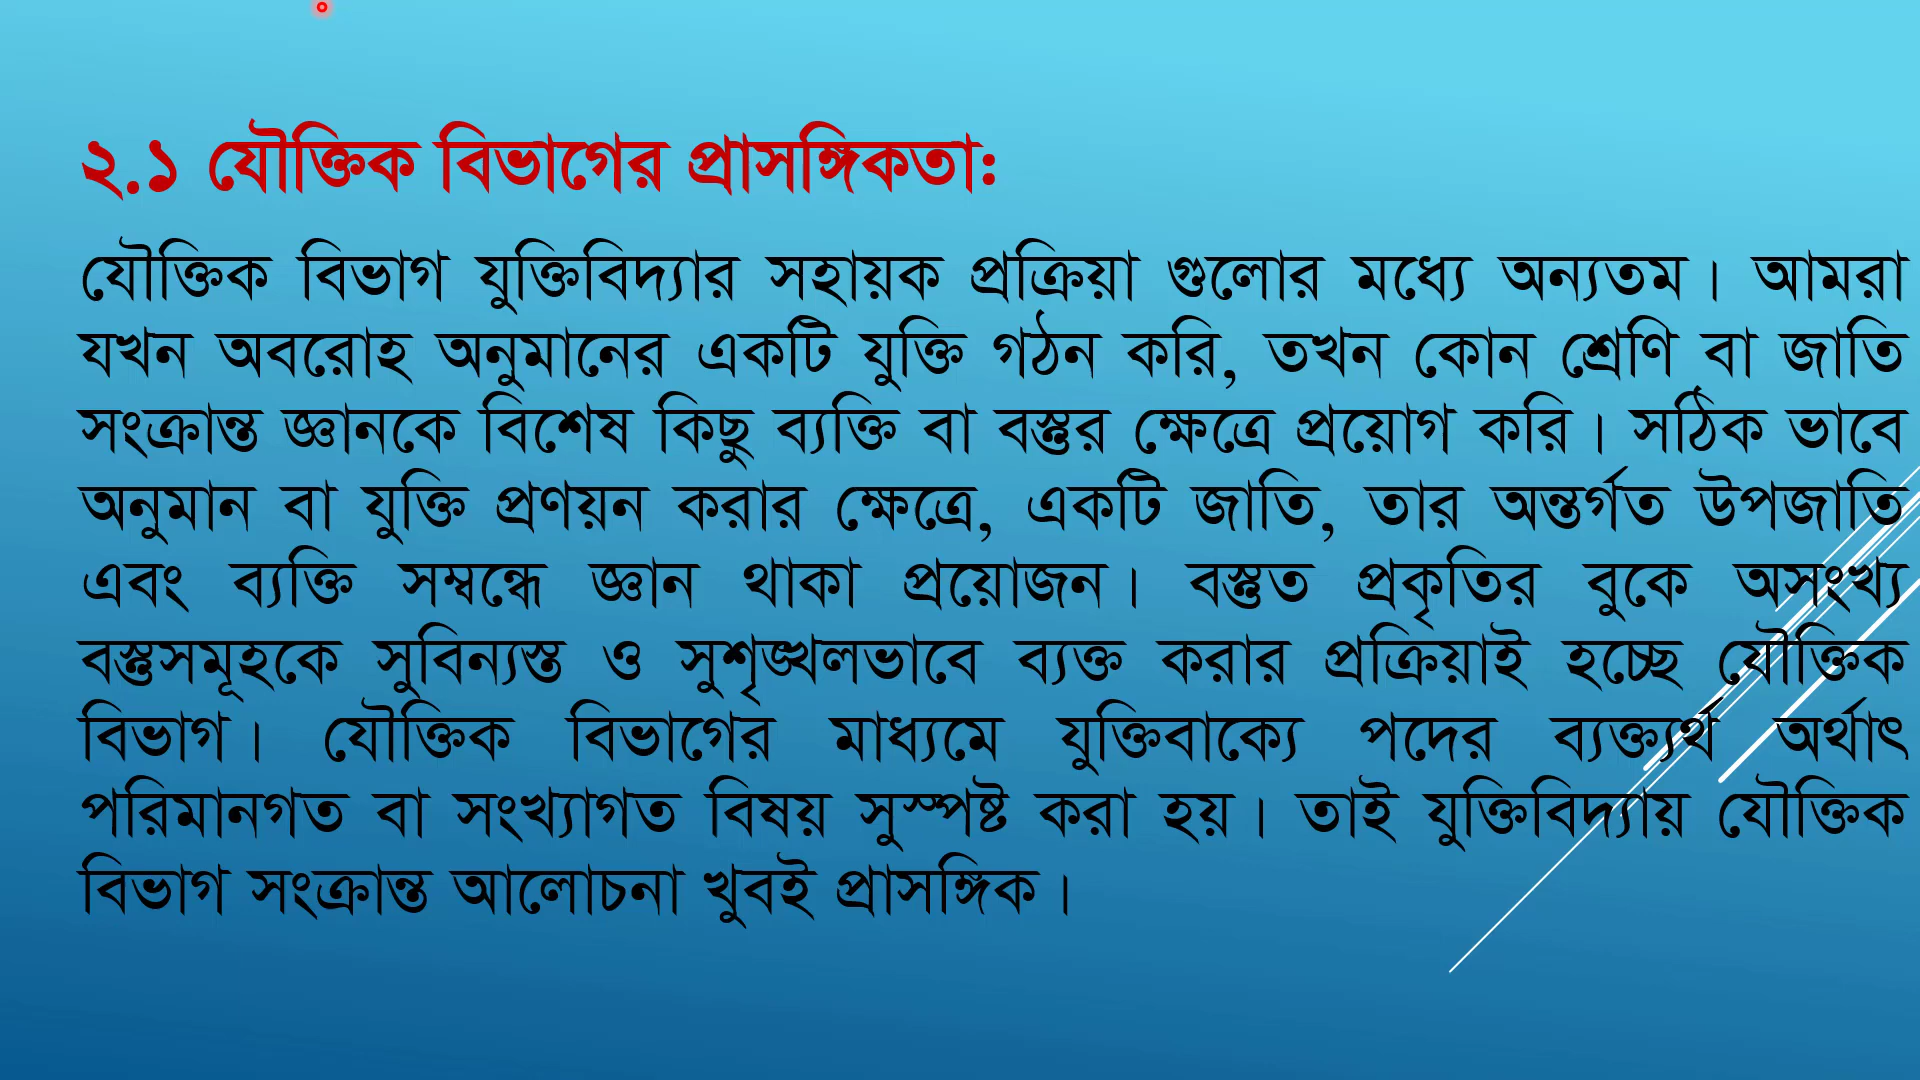 ২.১ যৌক্তিক বিভাগের প্রাসঙ্গিকতা:
যৌক্তিক বিভাগ যুক্তিবিদ্যার সহায়ক প্রক্রিয়া গুলোর মধ্যে অন্যতম। আমরা
যখন অবরোহ অনুমানের একটি যুক্তি গঠন করি, তখন কোন শ্রেণি বা জাতি
সংক্রান্ত জ্ঞানকে বিশেষ কিছু ব্যক্তি বা বস্তুর ক্ষেত্রে প্রয়োগ করি। সঠিক ভাবে
অনুমান বা যুক্তি প্রণয়ন করার ক্ষেত্রে, একটি জাতি, তার অন্তর্গত উপজাতি
এবং ব্যক্তি সম্বন্ধে জ্ঞান থাকা প্রয়োজন। বস্তুত প্রকৃতির বুকে অসংখ্য
বস্তুসমূহকে সুবিন্যস্ত ও সুশৃঙ্খলভাবে ব্যক্ত করার প্রক্রিয়াই হচ্ছে যৌক্তিক
বিভাগ। যৌক্তিক বিভাগের মাধ্যমে যুক্তিবাক্যে পদের ব্যক্ত্যর্থ অর্থাৎ
পরিমানগত বা সংখ্যাগত বিষয় সুস্পষ্ট করা হয়। তাই যুক্তিবিদ্যায় যৌক্তিক
বিভাগ সংক্রান্ত আলোচনা খুবই প্রাসঙ্গিক।